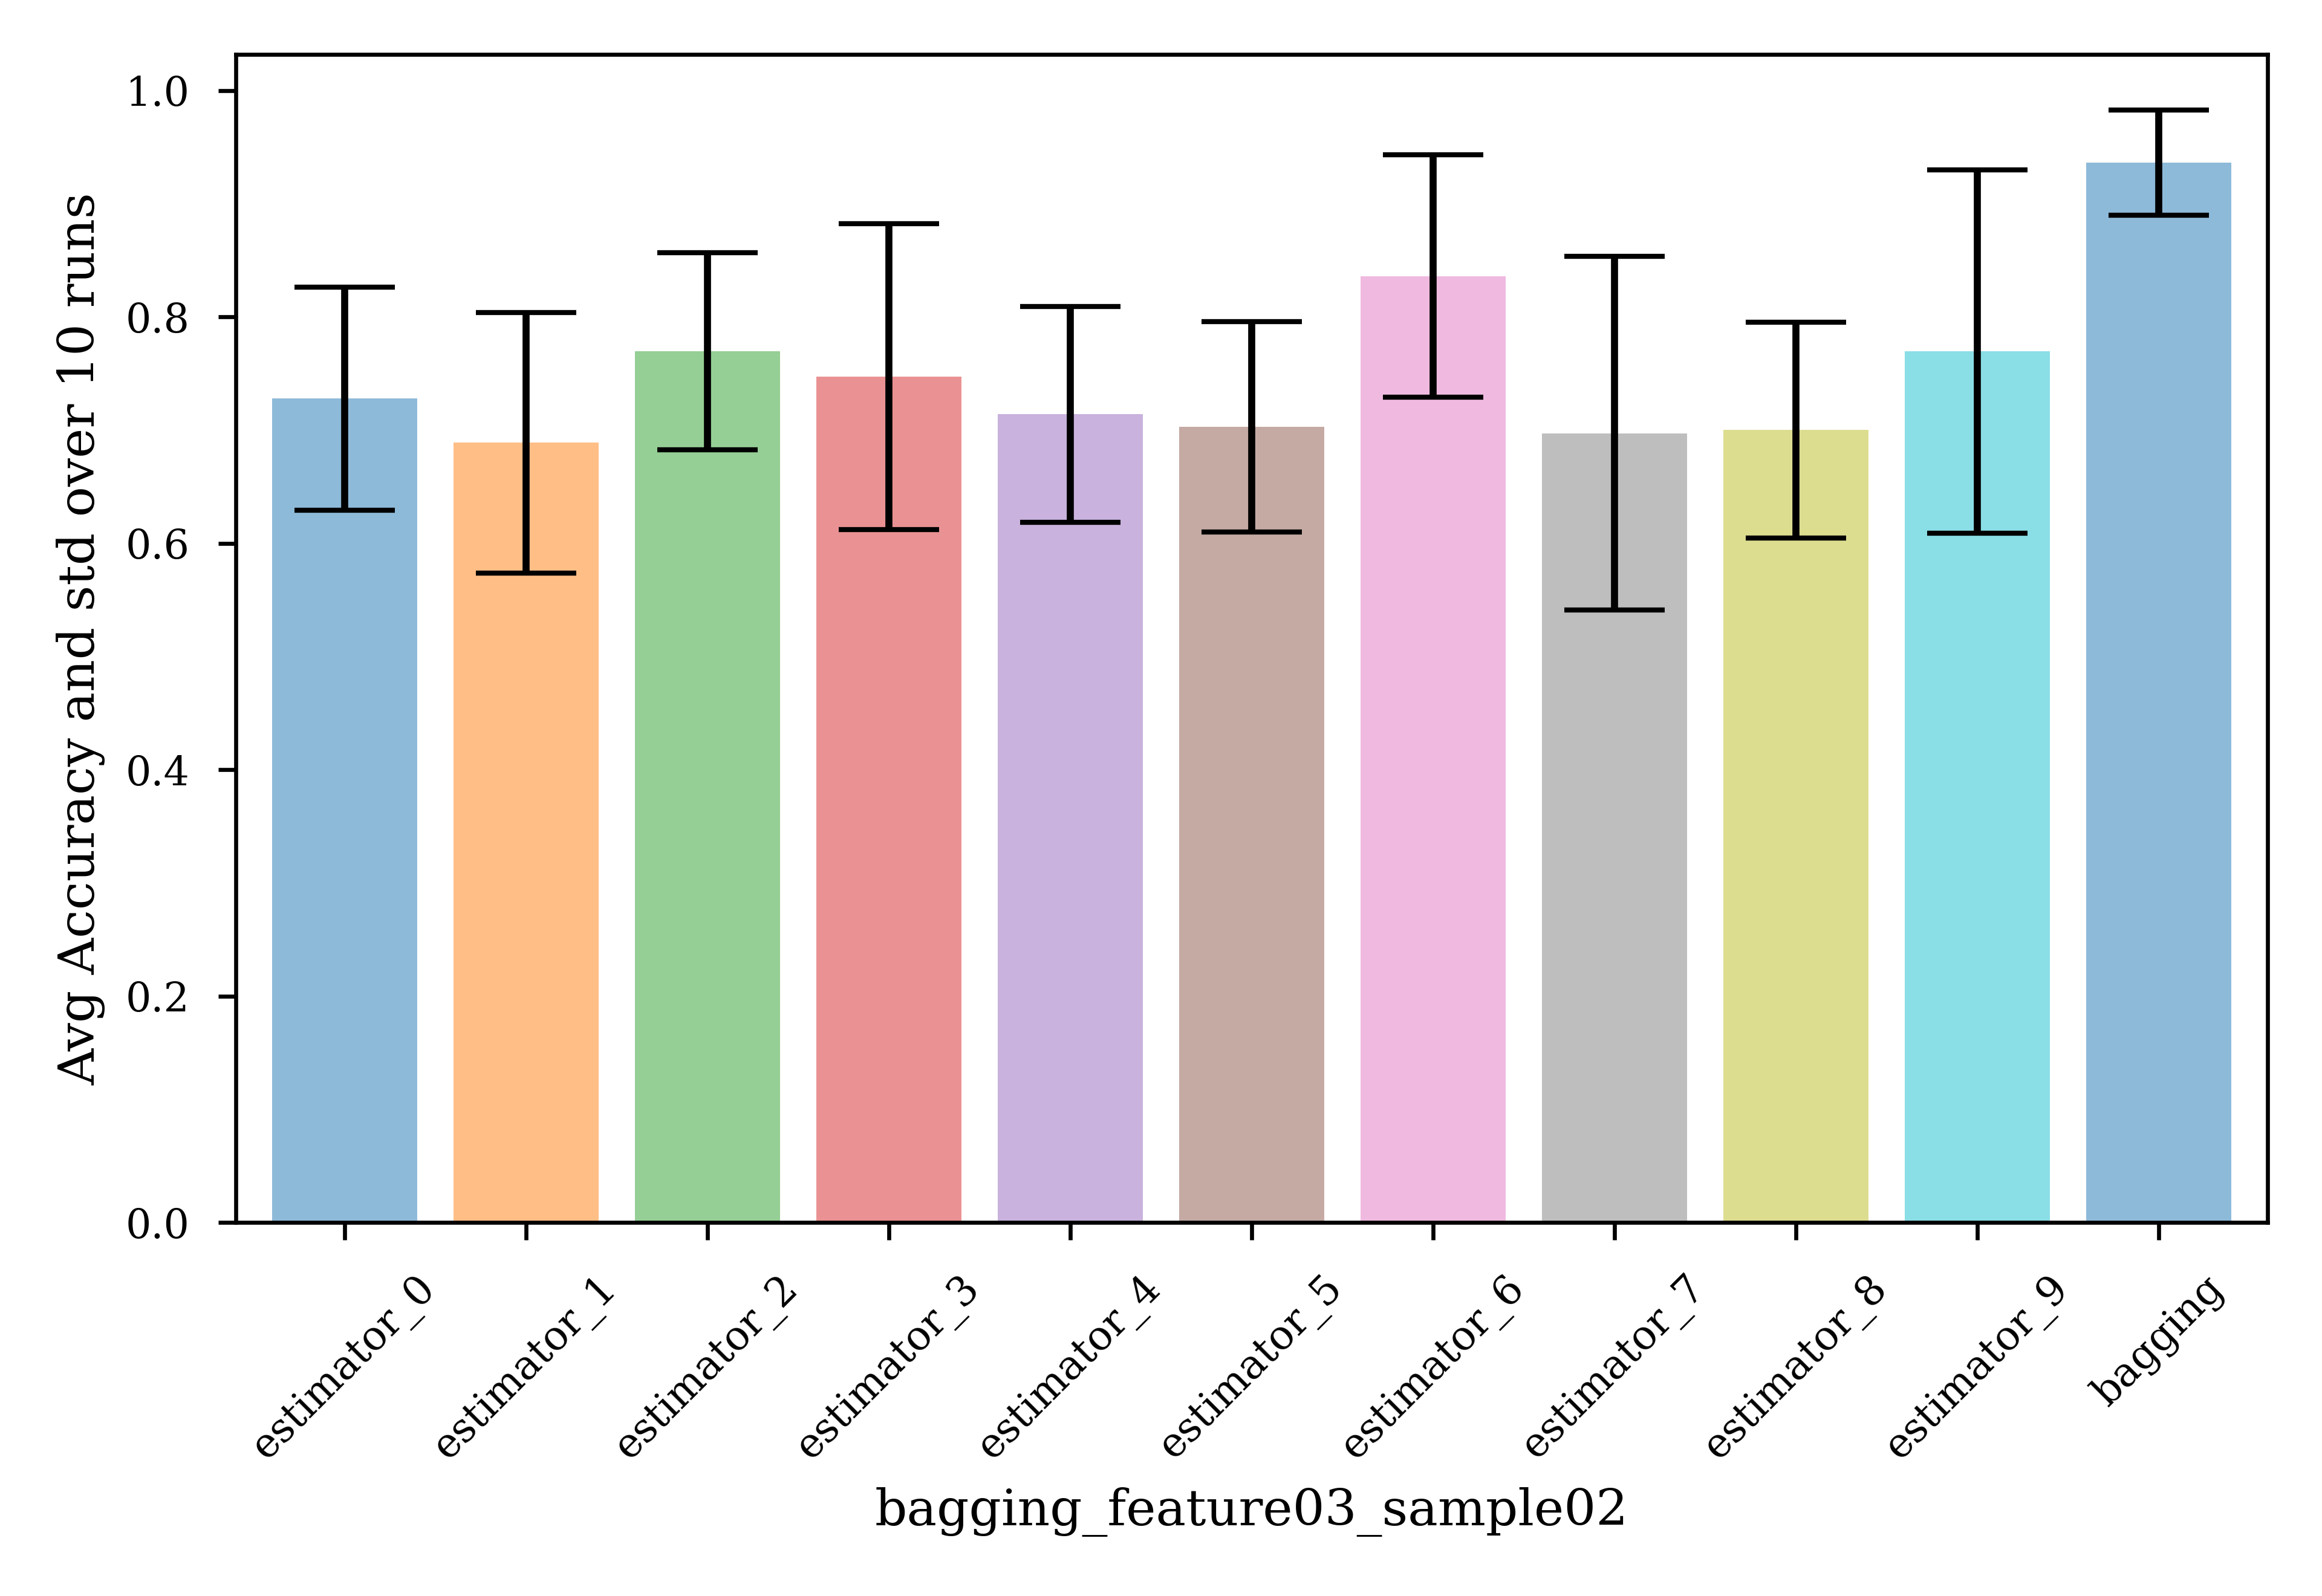 Avg Accuracy and std over 10 runs
1.0
0.8
0.6
0.4
0.2
0.0
estimator_0
estimator_1
estimator_2
estimator_3
estimator_4
estimator_5
estimator_6
estimator_7
estimator_8
estimator_9
bagging
bagging_feature03_sample02